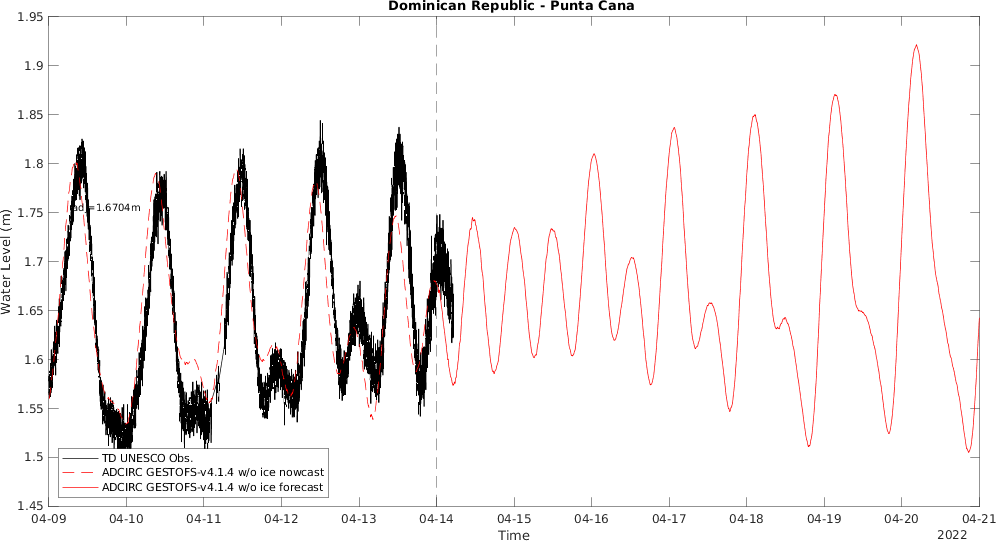 Dominican Republic - Punta Cana
1.95
1.9
1.85
1.8
1.75
1.7
1.65
1.6
1.55
1.5
1.45
Water Level (m)
=1.6704m
TD UNESCO Obs.
ADCIRC GESTOFS-v4.1.4 w/o ice nowcast
ADCIRC GESTOFS-v4.1.4 w/o ice forecast
04-09 04-10 04-11 04-12 04-13 04-14 04-15 04-16 04-17 04-18 04-19 04-20 04-21
Time
2022